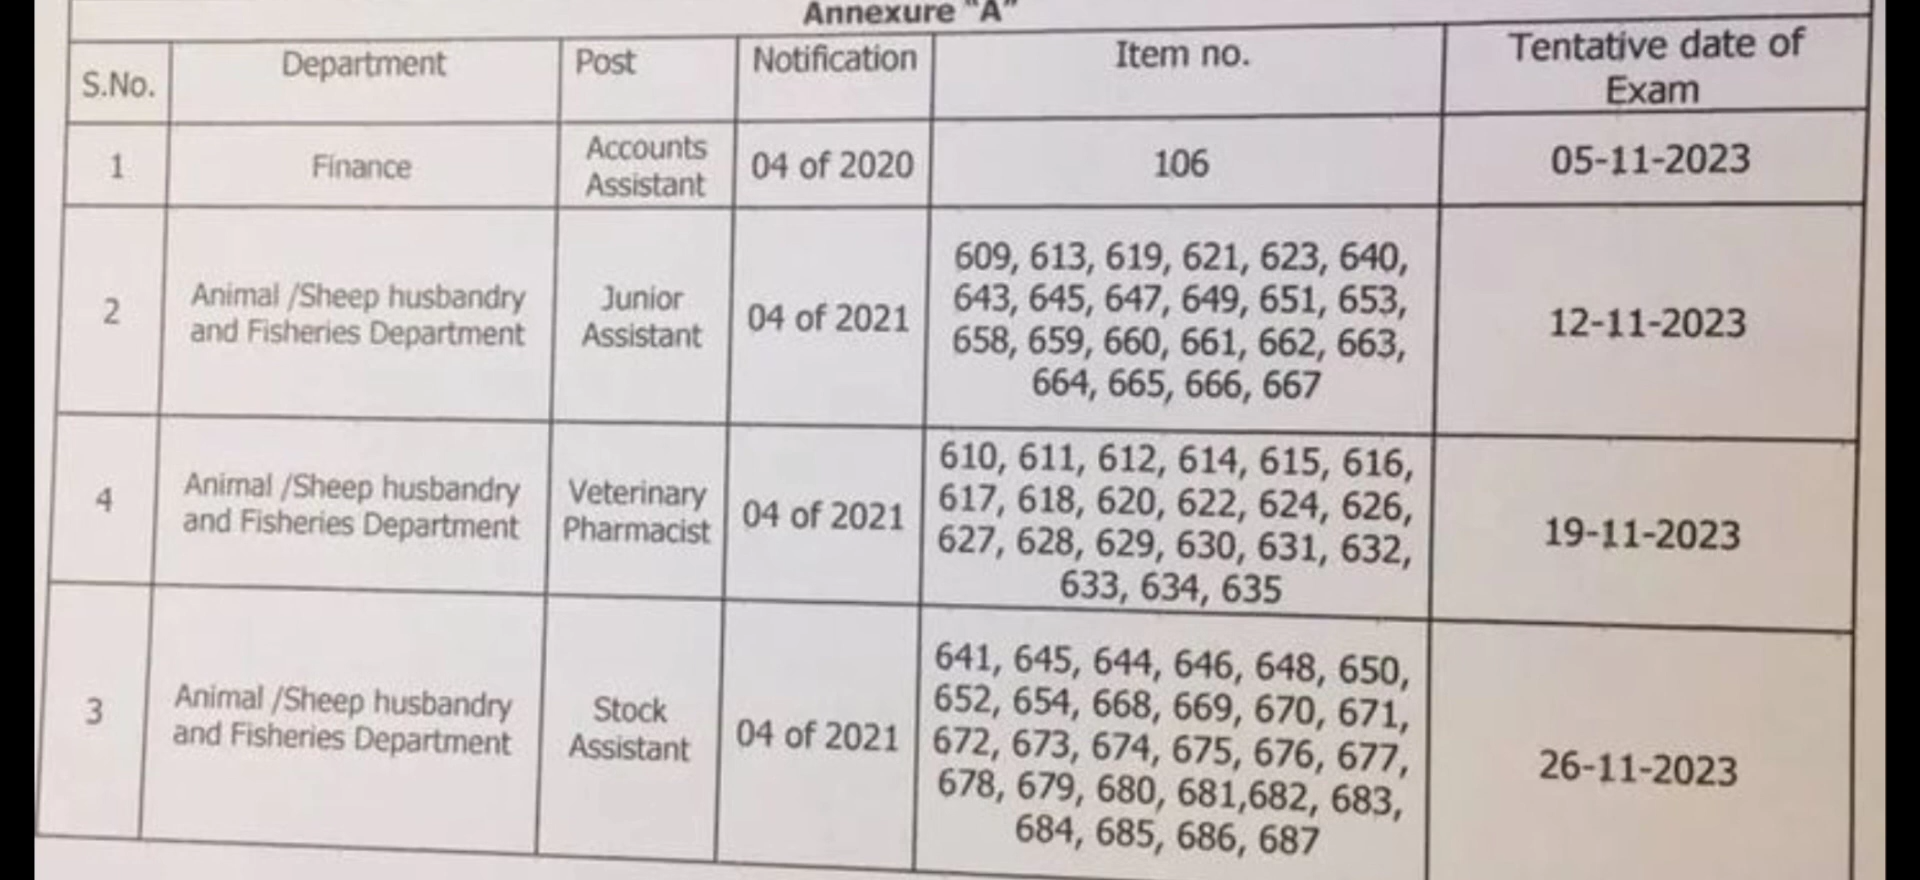 Annexure "A"
S.No. Department Post Notification Item no. Tentative date of
Exam
1 Finance Accounts
Assistant 04 of 2020 106 05-11-2023
2 Animal /Sheep husbandry
and Fisheries Department Junior
Assistant 04 of 2021 609, 613, 619, 621, 623, 640,
643, 645, 647, 649, 651, 653,
658, 659, 660, 661, 662, 663,
664, 665, 666, 667 12-11-2023
4 Animal /Sheep husbandry
and Fisheries Department Veterinary
Pharmacist 04 of 2021 610, 611, 612, 614, 615, 616,
617, 618, 620, 622, 624, 626,
627, 628, 629, 630, 631, 632,
633, 634, 635 19-11-2023
3 Animal /Sheep husbandry
and Fisheries Department Stock
Assistant 04 of 2021 641, 645, 644, 646, 648, 650,
652, 654, 668, 669, 670, 671,
672, 673, 674, 675, 676, 677,
678, 679, 680, 681,682, 683,
684, 685, 686, 687 26-11-2023